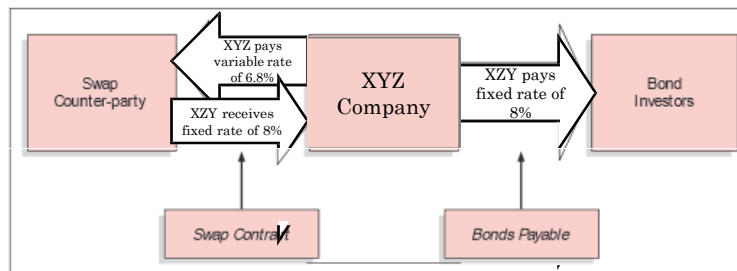 XYZ pays
variable rate
of 6.8%
Swap
Counter-party
XZY receives
fixed rate of 8%
XYZ
Company
XZY pays
fixed rate of
8%
Bond
Investors
Swap Contract
Bonds Payable